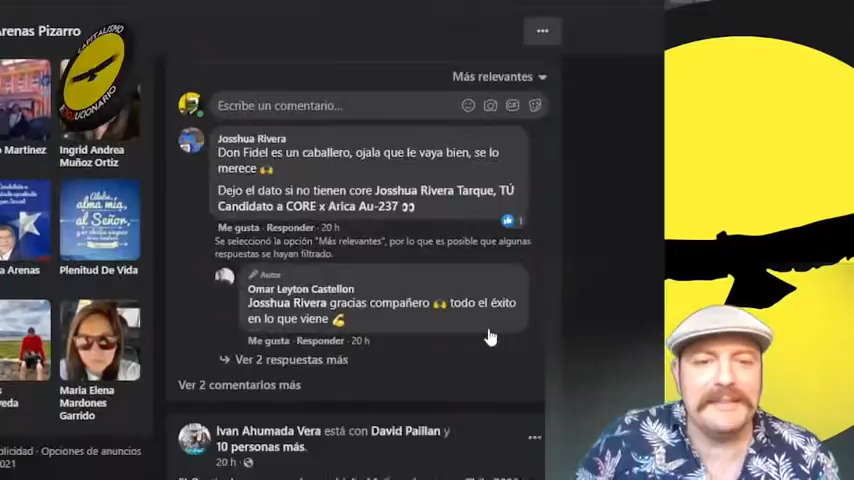 Arenas Pizarro
CAPITALISMO
Martinez
Ingrid Andrea
Muñoz Ortiz
Arenas
Plenitud De Vida
Maria Elena
Mardones
Garrido
Opciones de anuncios
2021
Más relevantes
Escribe un comentario...
Josshua Rivera
Don Fidel es un caballero, ojala que le vaya bien, se lo
merece 🙌
Dejo el dato si no tienen core Josshua Rivera Tarque, TÚ
Candidato a CORE x Arica Au-237 👀
1
Me gusta · Responder · 20 h
Se seleccionó la opción "Más relevantes", por lo que es posible que algunas
respuestas se hayan filtrado.
Autor
Omar Leyton Castellon
Josshua Rivera gracias compañero 🙌 todo el éxito
en lo que viene 💪
Me gusta · Responder · 20 h
Ver 2 respuestas más
Ver 2 comentarios más
Ivan Ahumada Vera está con David Paillan y
10 personas más.
20 h ·